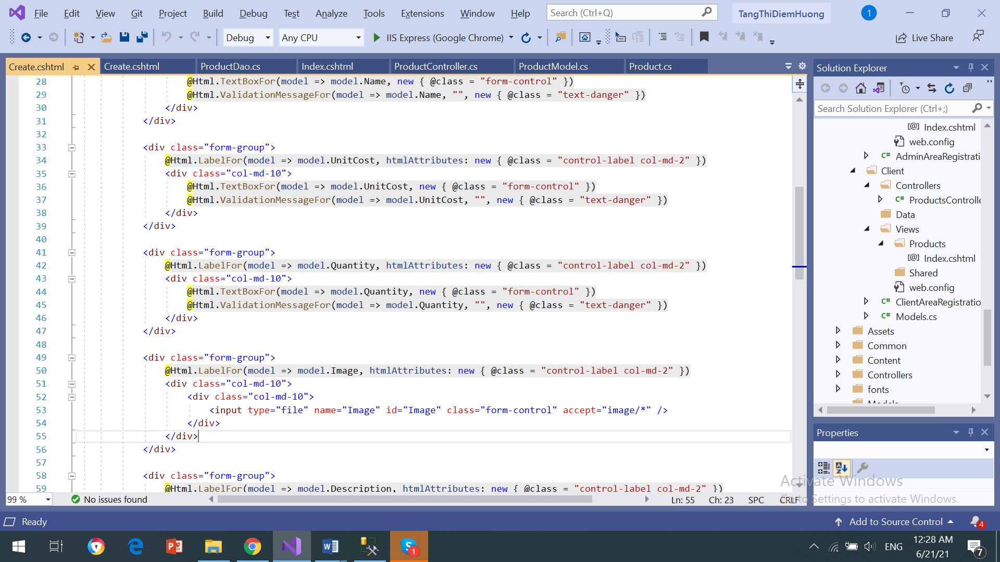 File Edit View Git Project Build Debug Test Analyze Tools Extensions Window Help Search (Ctrl+Q) TangThiDiemHuong 1
Debug Any CPU IIS Express (Google Chrome) Live Share
Create.cshtml Create.cshtml ProductDao.cs Index.cshtml ProductController.cs ProductModel.cs Product.cs
28 @Html.TextBoxFor(model => model.Name, new { @class = "form-control" })
29 @Html.ValidationMessageFor(model => model.Name, "", new { @class = "text-danger" })
30 </div>
31 </div>
32
33 <div class="form-group">
34 @Html.LabelFor(model => model.UnitCost, htmlAttributes: new { @class = "control-label col-md-2" })
35 <div class="col-md-10">
36 @Html.TextBoxFor(model => model.UnitCost, new { @class = "form-control" })
37 @Html.ValidationMessageFor(model => model.UnitCost, "", new { @class = "text-danger" })
38 </div>
39 </div>
40
41 <div class="form-group">
42 @Html.LabelFor(model => model.Quantity, htmlAttributes: new { @class = "control-label col-md-2" })
43 <div class="col-md-10">
44 @Html.TextBoxFor(model => model.Quantity, new { @class = "form-control" })
45 @Html.ValidationMessageFor(model => model.Quantity, "", new { @class = "text-danger" })
46 </div>
47 </div>
48
49 <div class="form-group">
50 @Html.LabelFor(model => model.Image, htmlAttributes: new { @class = "control-label col-md-2" })
51 <div class="col-md-10">
52 <div class="col-md-10">
53 <input type="file" name="Image" id="Image" class="form-control" accept="image/*" />
54 </div>
55 </div>
56 </div>
57
58 <div class="form-group">
59 @Html.LabelFor(model => model.Description, htmlAttributes: new { @class = "control-label col-md-2" })
99 % No issues found Ln: 55 Ch: 23 SPC CRLF
Solution Explorer
Search Solution Explorer (Ctrl+;)
Index.cshtml
web.config
C# AdminAreaRegistrati
Client
Controllers
C# ProductsControlle
Data
Views
Products
Index.cshtml
Shared
web.config
C# ClientAreaRegistratio
C# Models.cs
Assets
Common
Content
Controllers
fonts
Models
Properties
Activate Windows
Go to Settings to activate Windows.
Ready Add to Source Control 4
1 ENG 12:28 AM
6/21/21 7